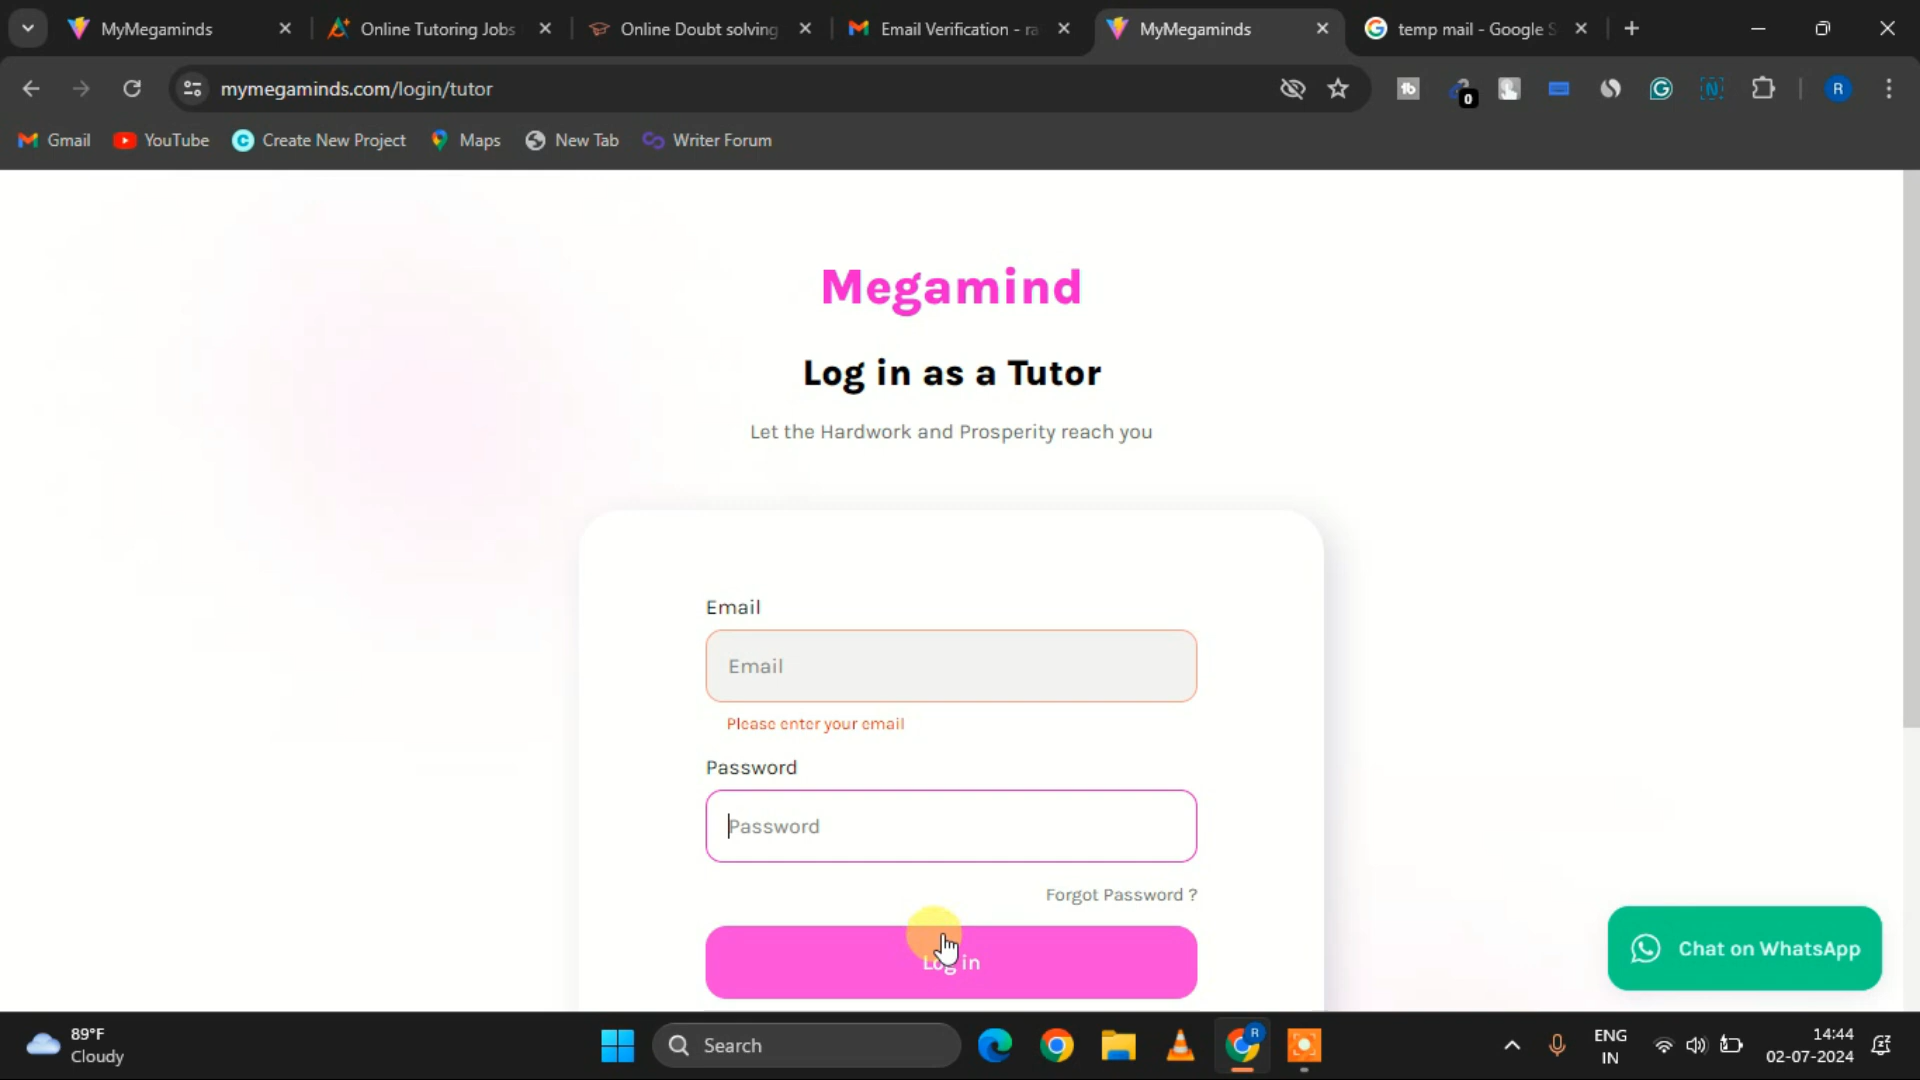 MyMegaminds
Online Tutoring Jobs
Online Doubt solving
Email Verification - ra
MyMegaminds
temp mail - Google S
mymegaminds.com/login/tutor
0
R
Gmail
YouTube
Create New Project
Maps
New Tab
Writer Forum
Megamind
Log in as a Tutor
Let the Hardwork and Prosperity reach you
Email
Email
Please enter your email
Password
Password
Forgot Password ?
Log in
Chat on WhatsApp
89°F
Cloudy
Search
R
ENG
IN
14:44
02-07-2024